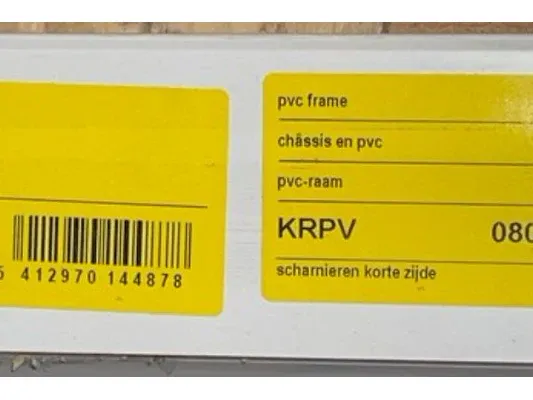 5 412970 144878
pvc frame
châssis en pvc
pvc-raam
KRPV 080
scharnieren korte zijde